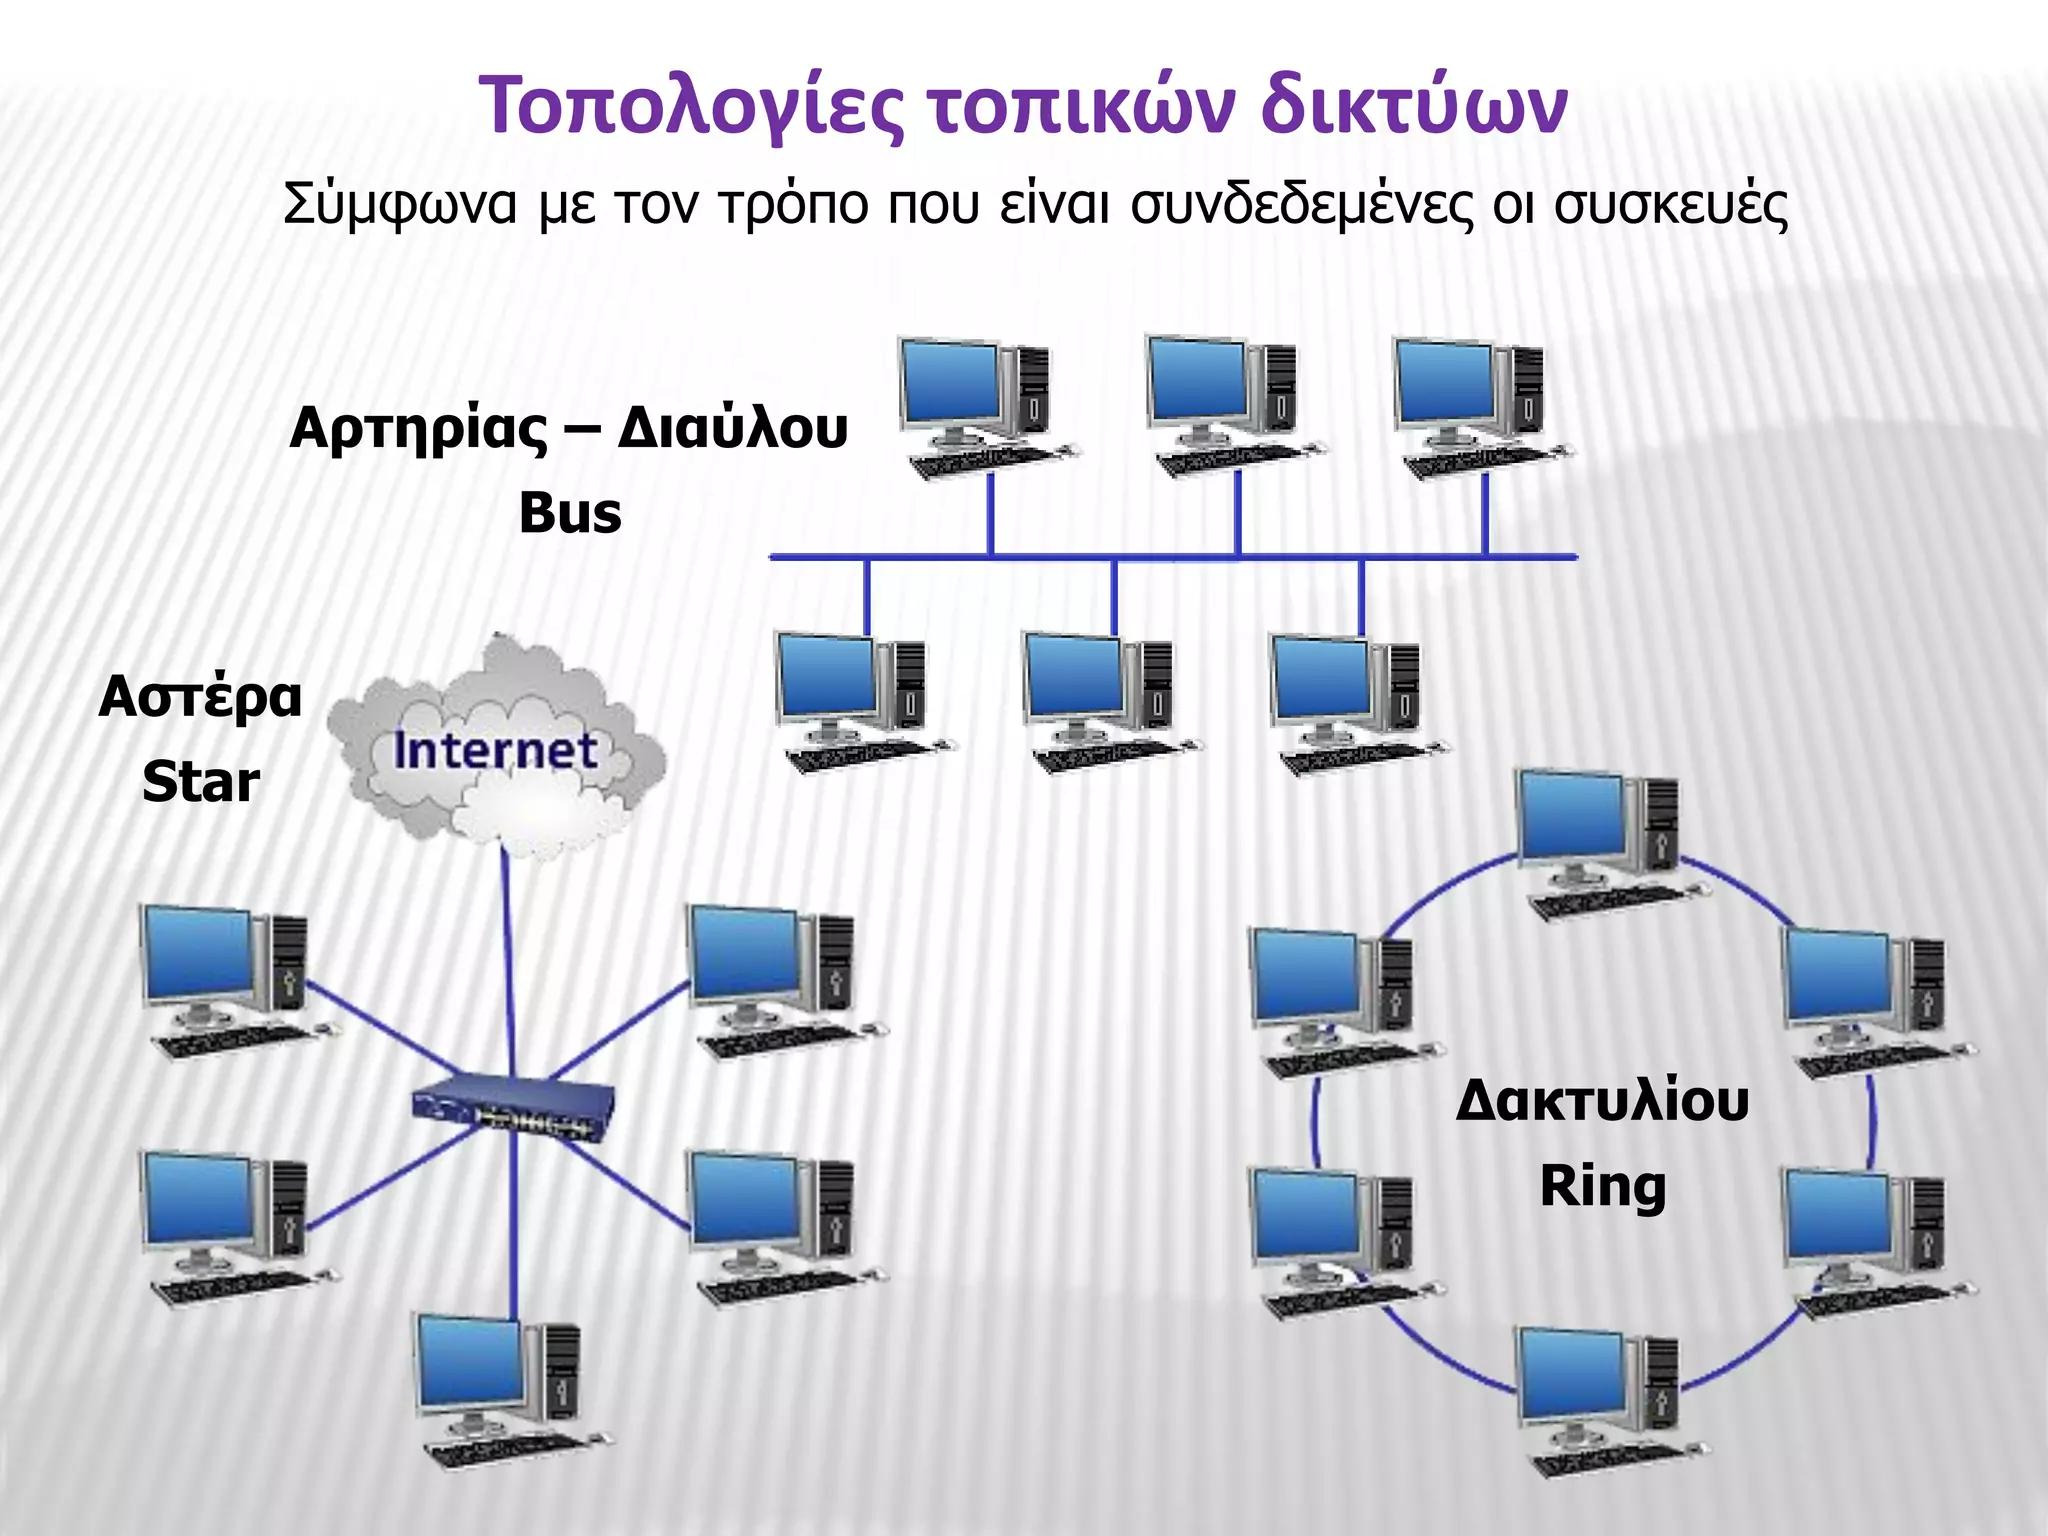 Τοπολογίες τοπικών δικτύων
Σύμφωνα με τον τρόπο που είναι συνδεδεμένες οι συσκευές
Αρτηρίας – Διαύλου
Bus
Αστέρα
Star
Internet
Δακτυλίου
Ring